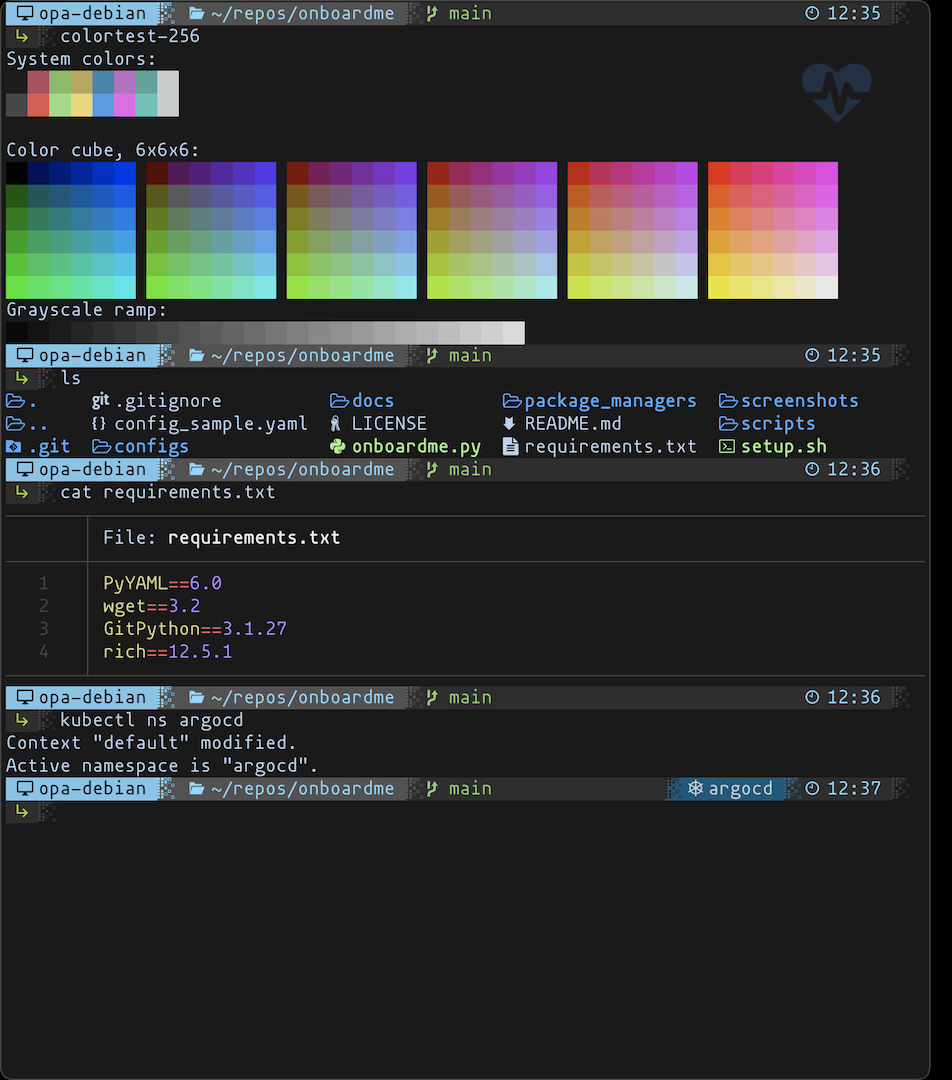 opa-debian ~/repos/onboardme main 12:35
colortest-256
System colors:
Color cube, 6x6x6:
Grayscale ramp:
opa-debian ~/repos/onboardme main 12:35
ls
. git .gitignore docs package_managers screenshots
.. {} config_sample.yaml LICENSE README.md scripts
.git configs onboardme.py requirements.txt setup.sh
opa-debian ~/repos/onboardme main 12:36
cat requirements.txt
File: requirements.txt
1 PyYAML==6.0
2 wget==3.2
3 GitPython==3.1.27
4 rich==12.5.1
opa-debian ~/repos/onboardme main 12:36
kubectl ns argocd
Context "default" modified.
Active namespace is "argocd".
opa-debian ~/repos/onboardme main argocd 12:37